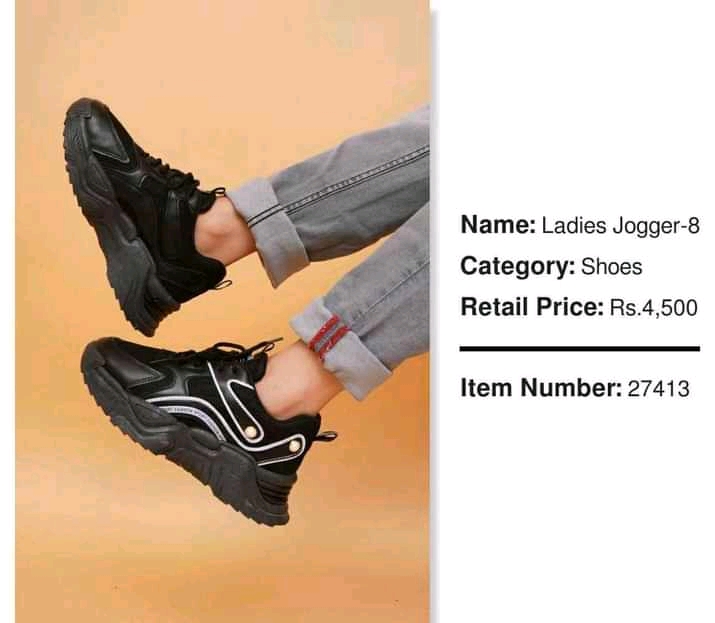 Name: Ladies Jogger-8
Category: Shoes
Retail Price: Rs.4,500
Item Number: 27413